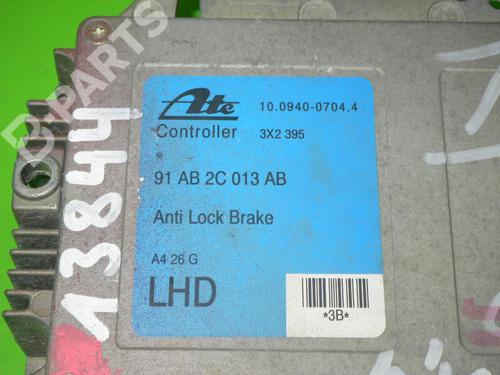 B-PARTS
13844
Ate
10.0940-0704.4
Controller 3X2 395
91 AB 2C 013 AB
Anti Lock Brake
A4 26 G
LHD
*3B*